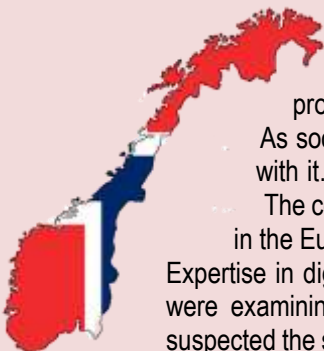 pro
As soo
with it.
The c
in the Eu
Expertise in dig
were examinin
suspected the s